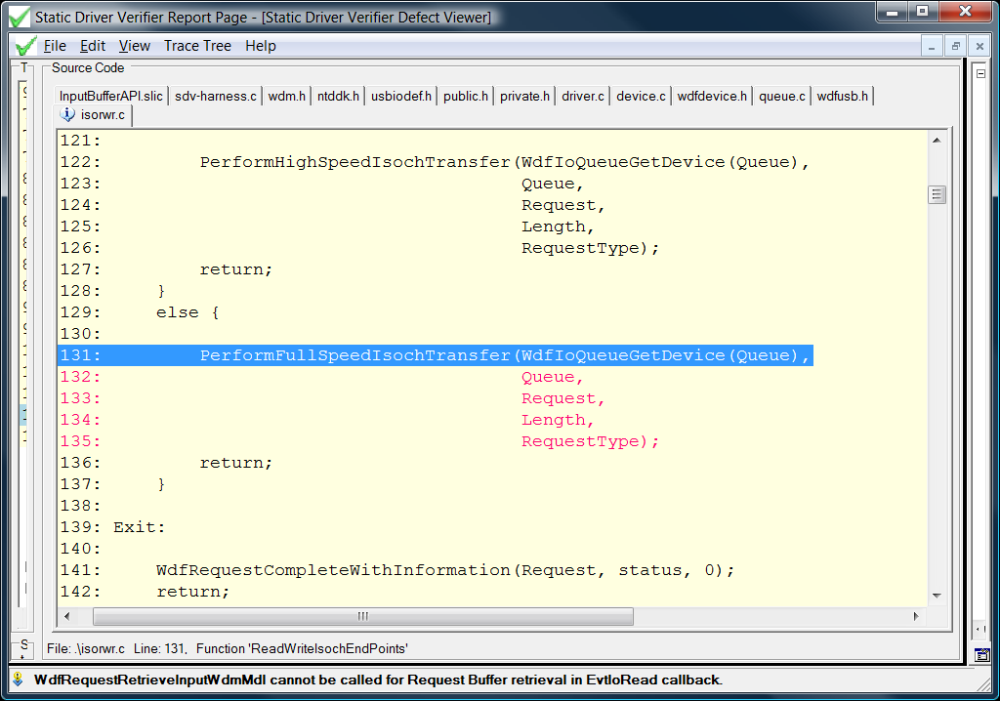 Static Driver Verifier Report Page - [Static Driver Verifier Defect Viewer]
File Edit View Trace Tree Help
T Source Code
InputBufferAPI.slic sdv-harness.c wdm.h ntddk.h usbiodef.h public.h private.h driver.c device.c wdfdevice.h queue.c wdfusb.h
isorwr.c
121:
122: PerformHighSpeedIsochTransfer(WdfIoQueueGetDevice(Queue),
123: Queue,
124: Request,
125: Length,
126: RequestType);
127: return;
128: }
129: else {
130:
131: PerformFullSpeedIsochTransfer(WdfIoQueueGetDevice(Queue),
132: Queue,
133: Request,
134: Length,
135: RequestType);
136: return;
137: }
138:
139: Exit:
140:
141: WdfRequestCompleteWithInformation(Request, status, 0);
142: return;
S File: .\isorwr.c Line: 131, Function 'ReadWriteIsochEndPoints'
WdfRequestRetrieveInputWdmMdl cannot be called for Request Buffer retrieval in EvtIoRead callback.